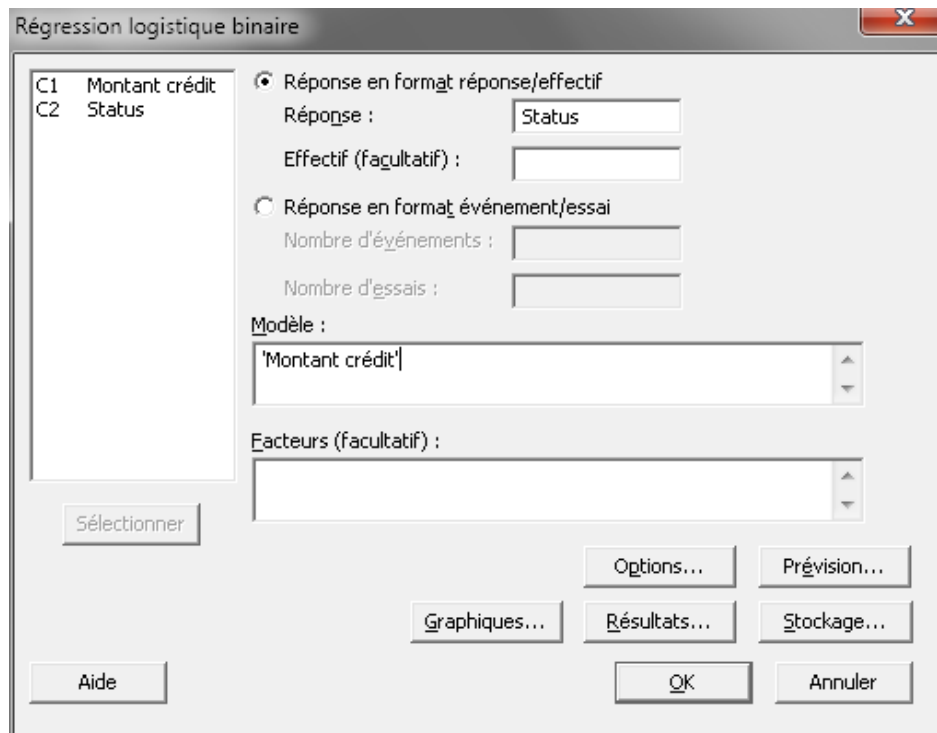 Régression logistique binaire
C1 Montant crédit
C2 Status
Réponse en format réponse/effectif
Réponse : Status
Effectif (facultatif) :
Réponse en format événement/essai
Nombre d'événements :
Nombre d'essais :
Modèle :
'Montant crédit'
Facteurs (facultatif) :
Sélectionner
Options... Prévision...
Graphiques... Résultats... Stockage...
Aide OK Annuler